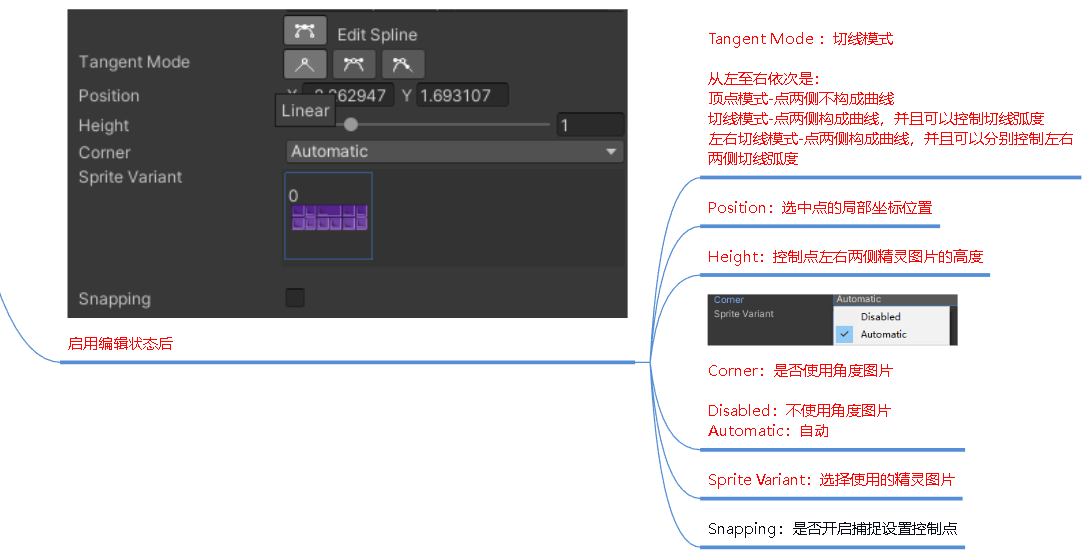 Edit Spline
Tangent Mode
Position
Y 1.693107
Linear
Height
1
Corner
Automatic
Sprite Variant
0
Snapping
启用编辑状态后
Tangent Mode：切线模式
从左至右依次是：
顶点模式-点两侧不构成曲线
切线模式-点两侧构成曲线，并且可以控制切线弧度
左右切线模式-点两侧构成曲线，并且可以分别控制左右
两侧切线弧度
Position：选中点的局部坐标位置
Height：控制点左右两侧精灵图片的高度
Corner
Automatic
Sprite Variant
Disabled
Automatic
Corner：是否使用角度图片
Disabled：不使用角度图片
Automatic：自动
Sprite Variant：选择使用的精灵图片
Snapping：是否开启捕捉设置控制点